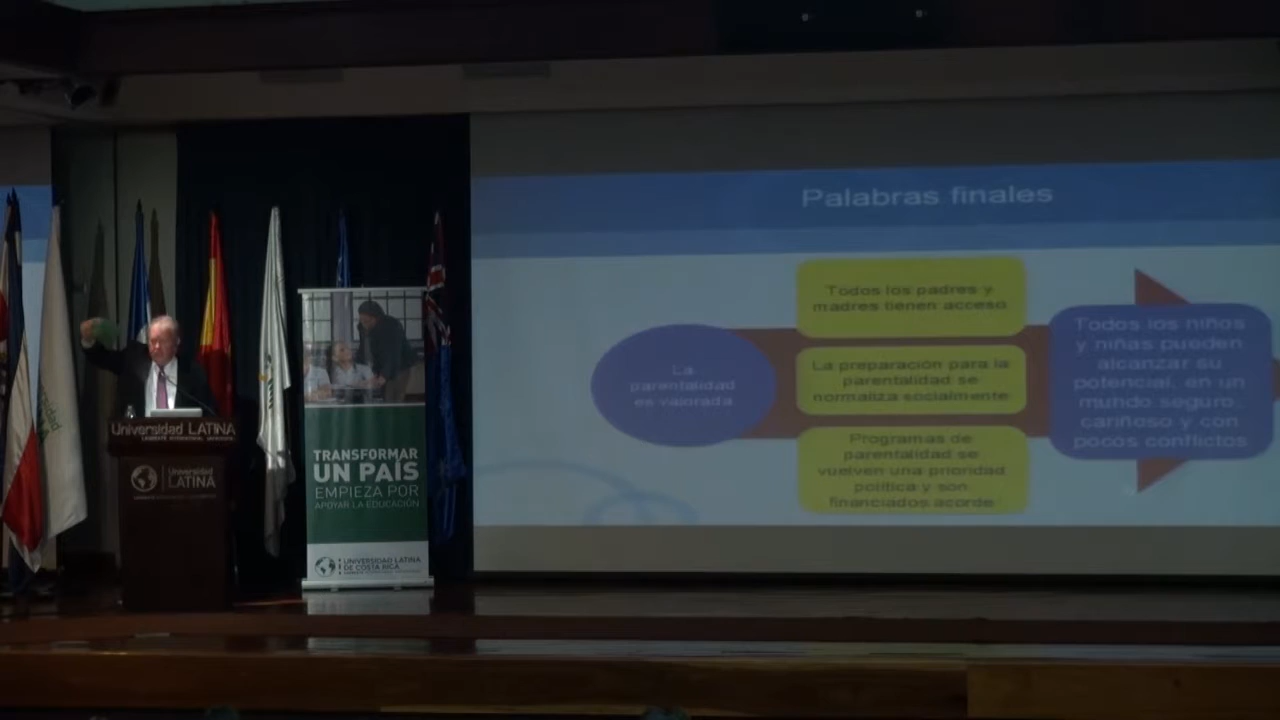 Palabras finales
La
parentalidad
es valorada
Todos los padres y
madres tienen acceso
La preparación para la
parentalidad se
normaliza socialmente
Programas de
parentalidad se
vuelven una prioridad
política y son
financiados acorde
Todos los niños
y niñas pueden
alcanzar su
potencial, en un
mundo seguro,
cariñoso y con
pocos conflictos
Universidad LATINA
Universidad
LATINA
TRANSFORMAR
UN PAÍS
EMPIEZA POR
APOYAR LA EDUCACIÓN
UNIVERSIDAD LATINA
DE COSTA RICA